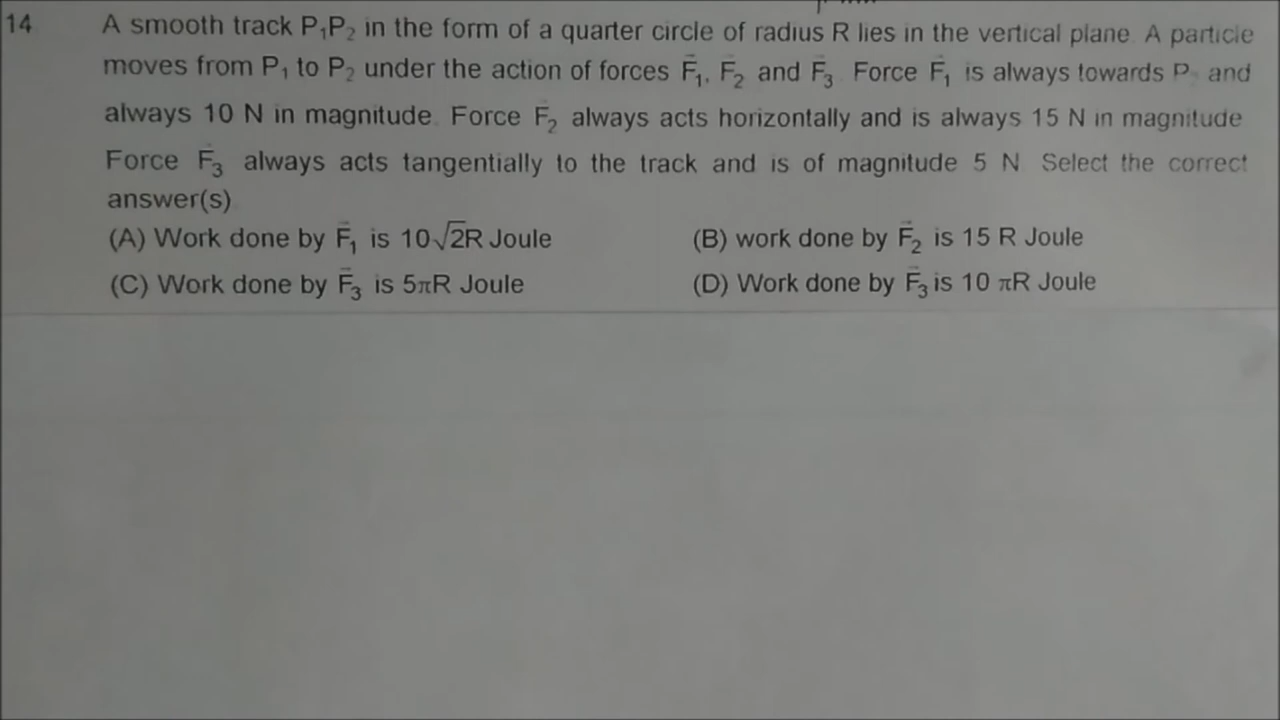 14 A smooth track P₁P₂ in the form of a quarter circle of radius R lies in the vertical plane. A particle
moves from P₁ to P₂ under the action of forces F⃗₁, F⃗₂ and F⃗₃. Force F⃗₁ is always towards P₂ and
always 10 N in magnitude. Force F⃗₂ always acts horizontally and is always 15 N in magnitude
Force F⃗₃ always acts tangentially to the track and is of magnitude 5 N. Select the correct
answer(s)
(A) Work done by F⃗₁ is 10√2R Joule (B) work done by F⃗₂ is 15 R Joule
(C) Work done by F⃗₃ is 5πR Joule (D) Work done by F⃗₃ is 10 πR Joule